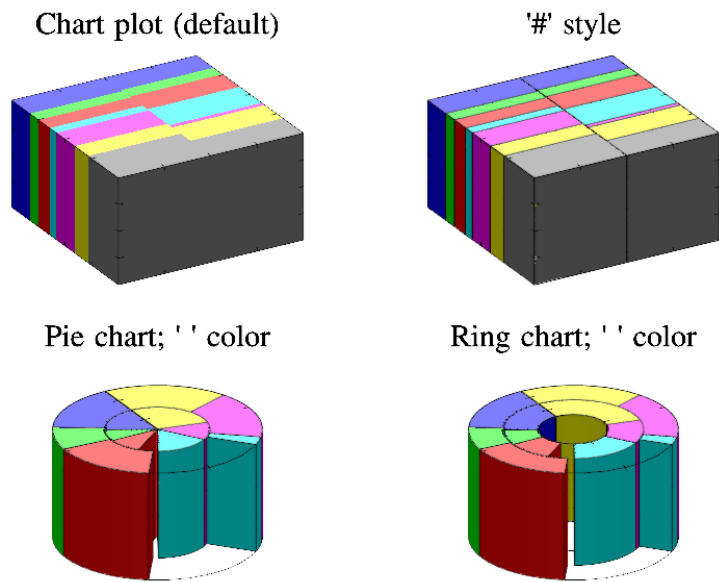 Chart plot (default)
'#' style
Pie chart; ' ' color
Ring chart; ' ' color